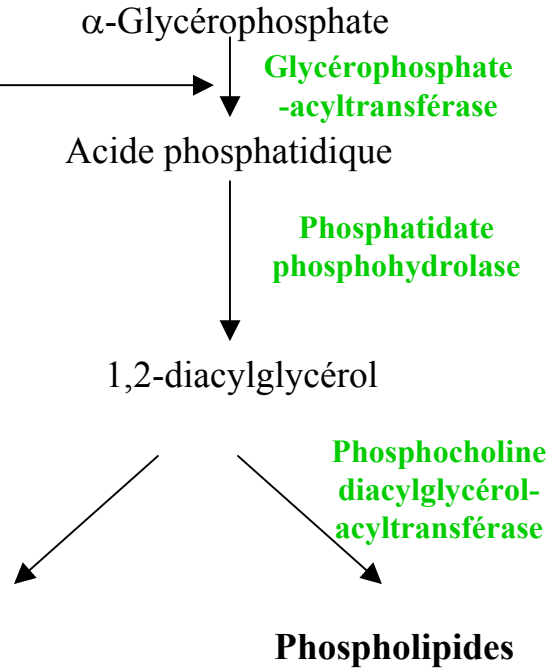 α-Glycérophosphate
Glycérophosphate
-acyltransférase
Acide phosphatidique
Phosphatidate
phosphohydrolase
1,2-diacylglycérol
Phosphocholine
diacylglycérol-
acyltransférase
Phospholipides